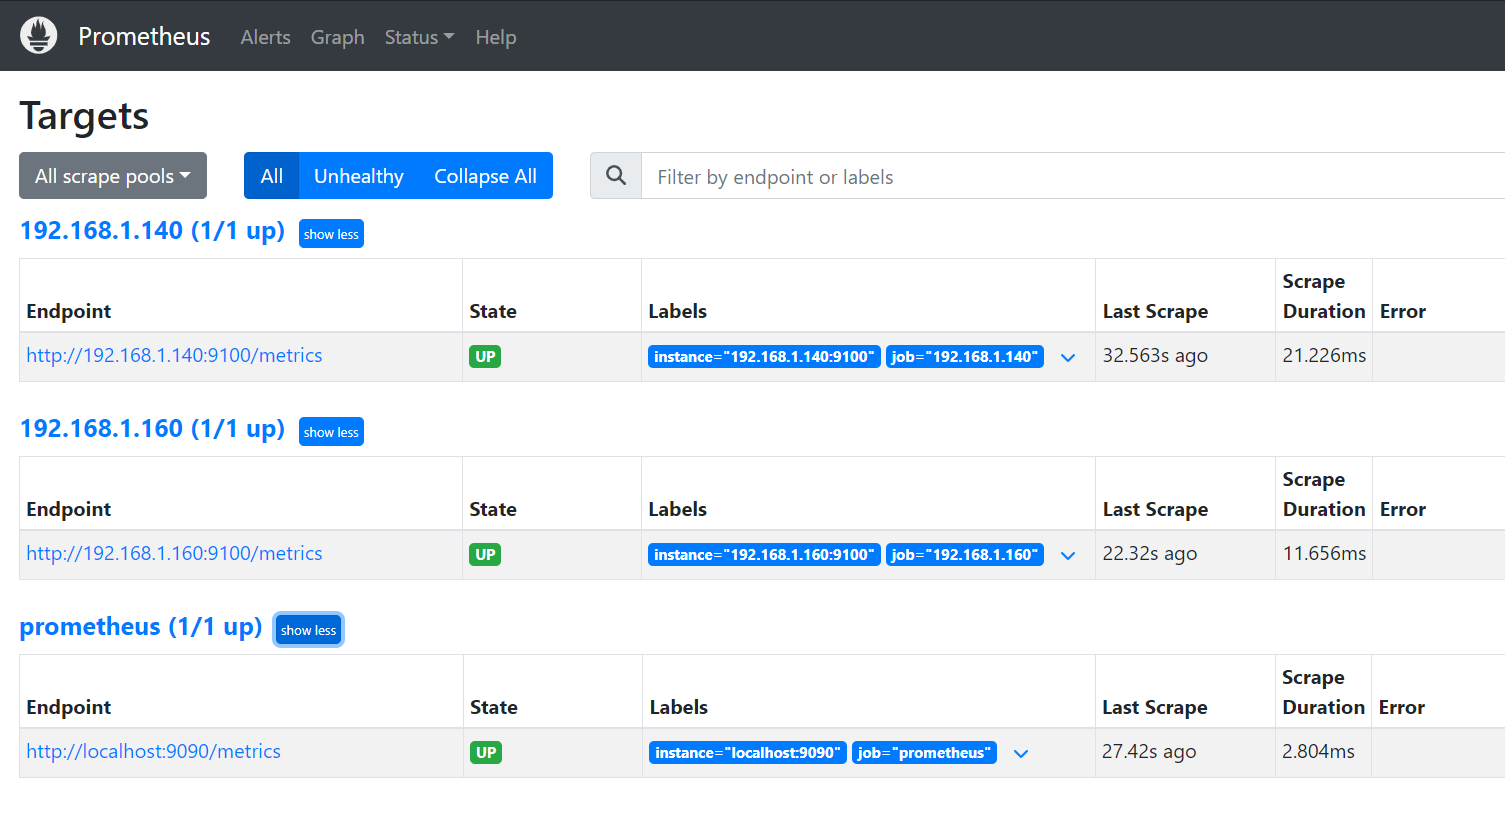 Prometheus Alerts Graph Status Help
Targets
All scrape pools All Unhealthy Collapse All Filter by endpoint or labels
192.168.1.140 (1/1 up) show less
Endpoint State Labels Last Scrape Scrape Duration Error
http://192.168.1.140:9100/metrics UP instance="192.168.1.140:9100" job="192.168.1.140" 32.563s ago 21.226ms
192.168.1.160 (1/1 up) show less
Endpoint State Labels Last Scrape Scrape Duration Error
http://192.168.1.160:9100/metrics UP instance="192.168.1.160:9100" job="192.168.1.160" 22.32s ago 11.656ms
prometheus (1/1 up) show less
Endpoint State Labels Last Scrape Scrape Duration Error
http://localhost:9090/metrics UP instance="localhost:9090" job="prometheus" 27.42s ago 2.804ms